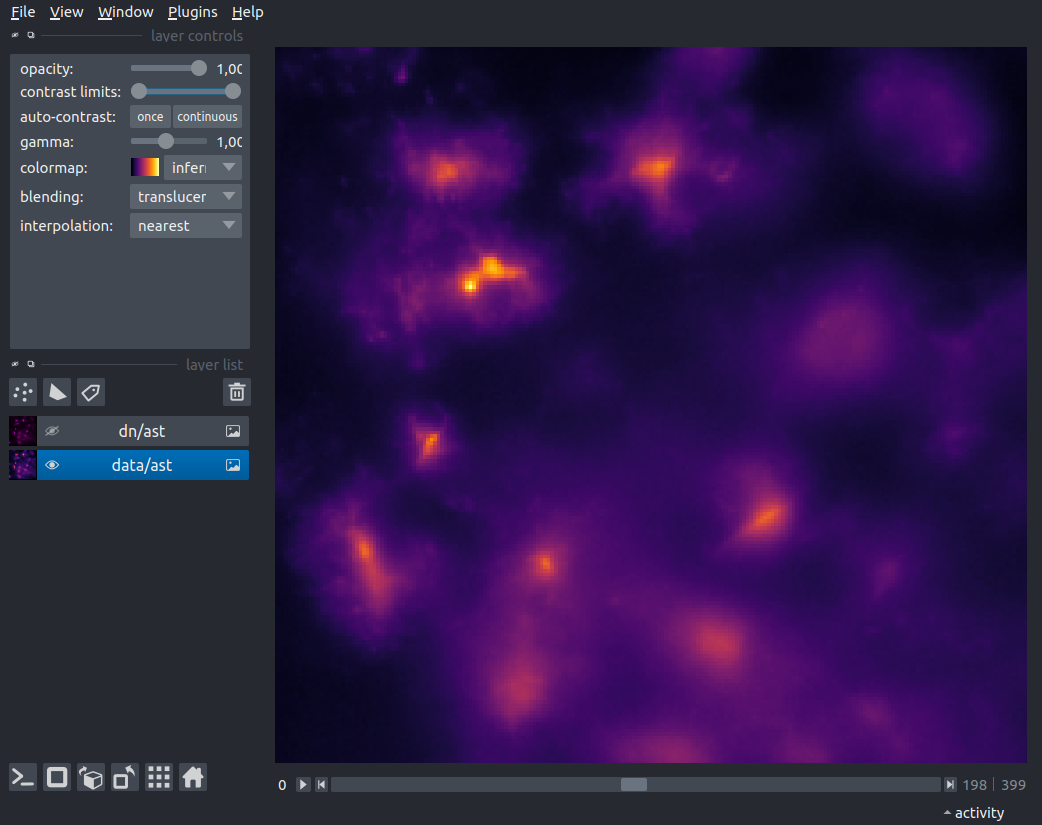 File View Window Plugins Help
layer controls
opacity: 1,00
contrast limits:
auto-contrast: once continuous
gamma: 1,00
colormap: infer
blending: translucer
interpolation: nearest
layer list
dn/ast
data/ast
0 198 | 399
activity